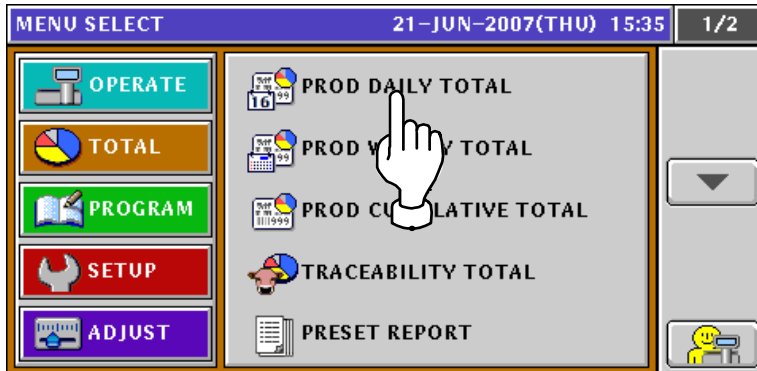 MENU SELECT 21-JUN-2007(THU) 15:35 1/2
OPERATE
TOTAL
PROGRAM
SETUP
ADJUST
PROD DAILY TOTAL
PROD TOTAL
PROD TOTAL
TRACEABILITY TOTAL
PRESET REPORT